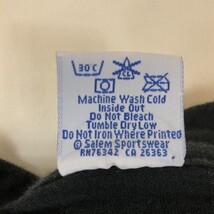 30°C
CL
Machine Wash Cold
Inside Out
Do Not Bleach
Tumble Dry Low
Do Not Iron Where Printed
© Salem Sportswear
RN76342 CA 26363